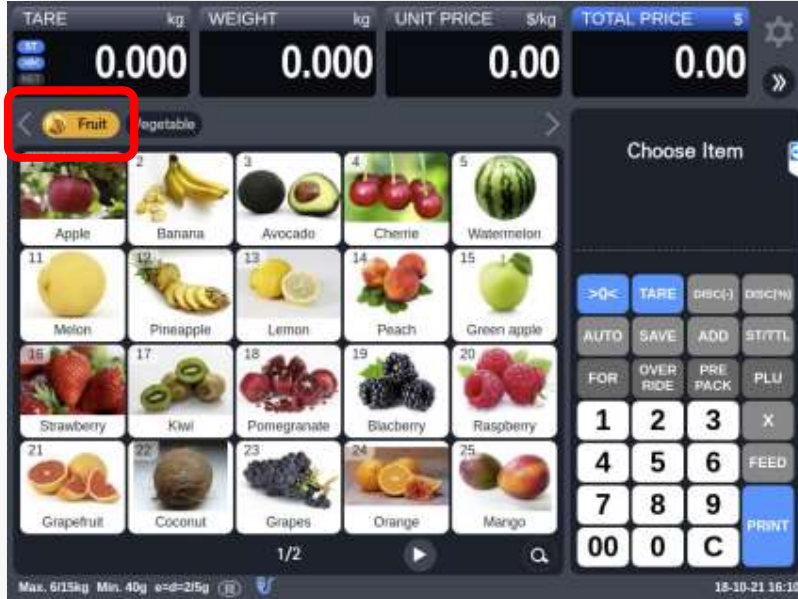 TARE kg WEIGHT kg UNIT PRICE $/kg TOTAL PRICE $
ST
0.000 0.000 0.00 0.00
NET
Fruit Vegetable
Choose Item
1 2 3 4 5
Apple Banana Avocado Cherrie Watermelon
11 12 13 14 15
Melon Pineapple Lemon Peach Green apple
16 17 18 19 20
Strawberry Kiwi Pomegranate Blacberry Raspberry
21 22 23 24 25
Grapefruit Coconut Grapes Orange Mango
1/2
>0< TARE DISC(-) DISC(%)
AUTO SAVE ADD ST/TTL
FOR OVER RIDE PRE PACK PLU
1 2 3 X
4 5 6 FEED
7 8 9 PRINT
00 0 C
Max. 6/15kg Min. 40g e=d=2/5g
18-10-21 16:10